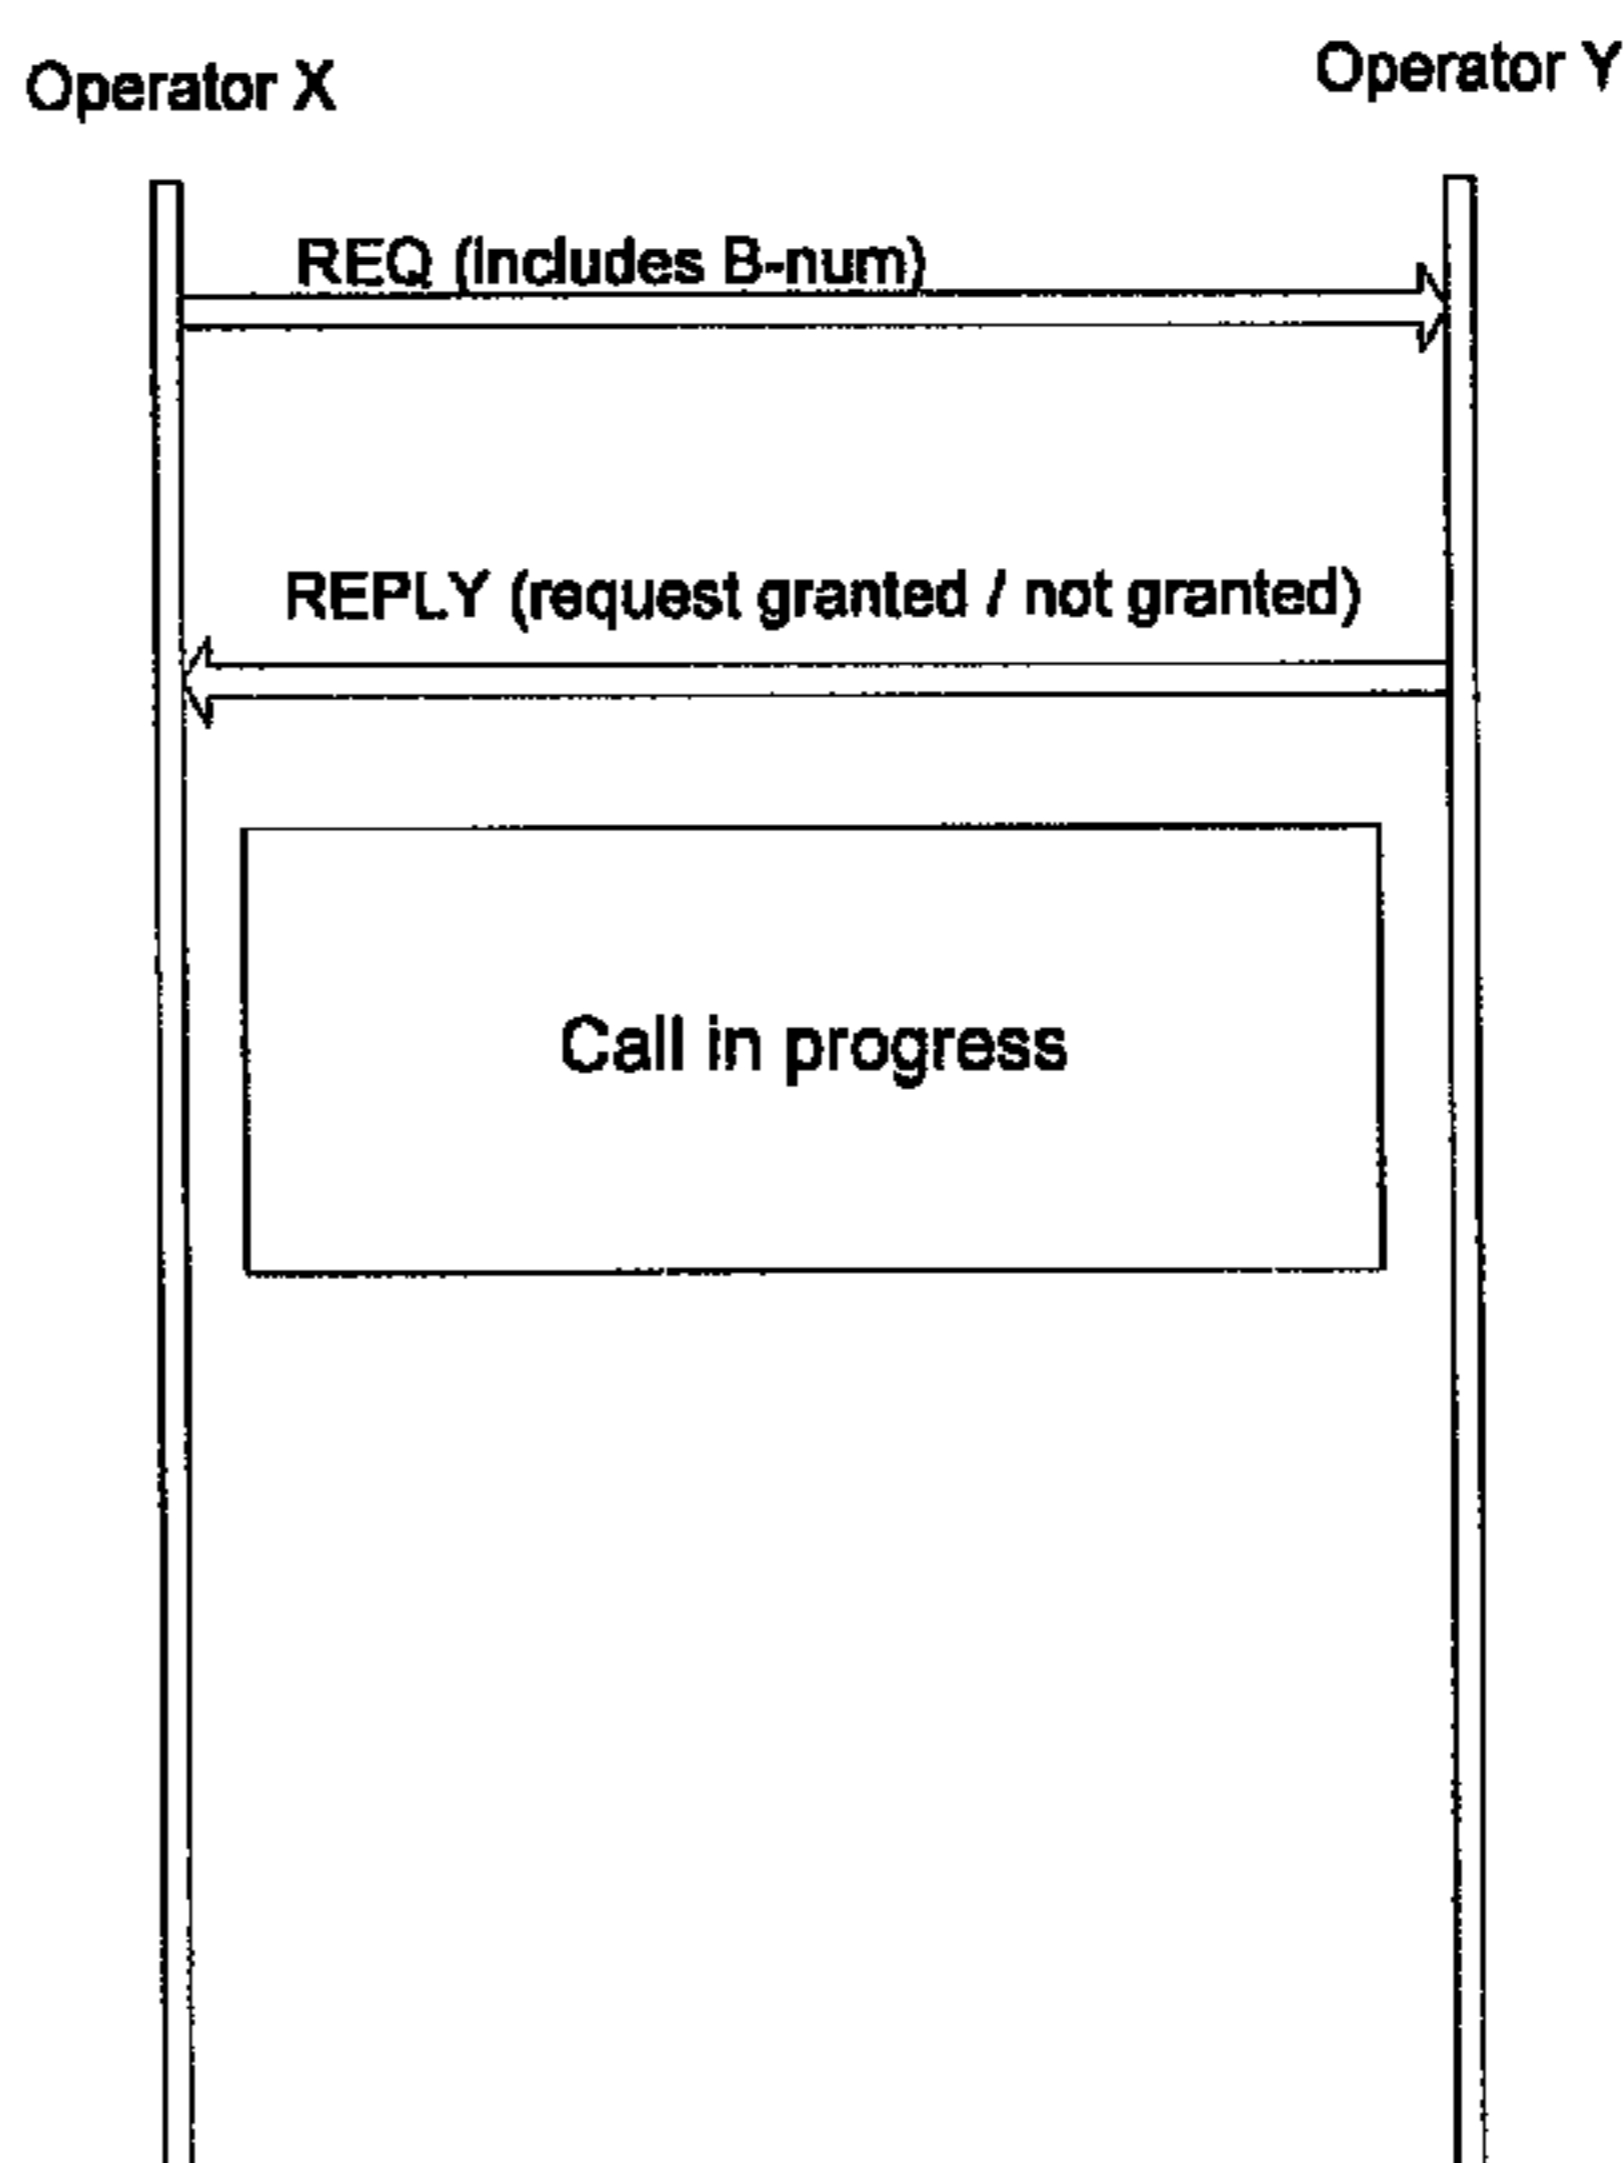 Operator X
Operator Y
REQ (includes B-num)
REPLY (request granted / not granted)
Call in progress